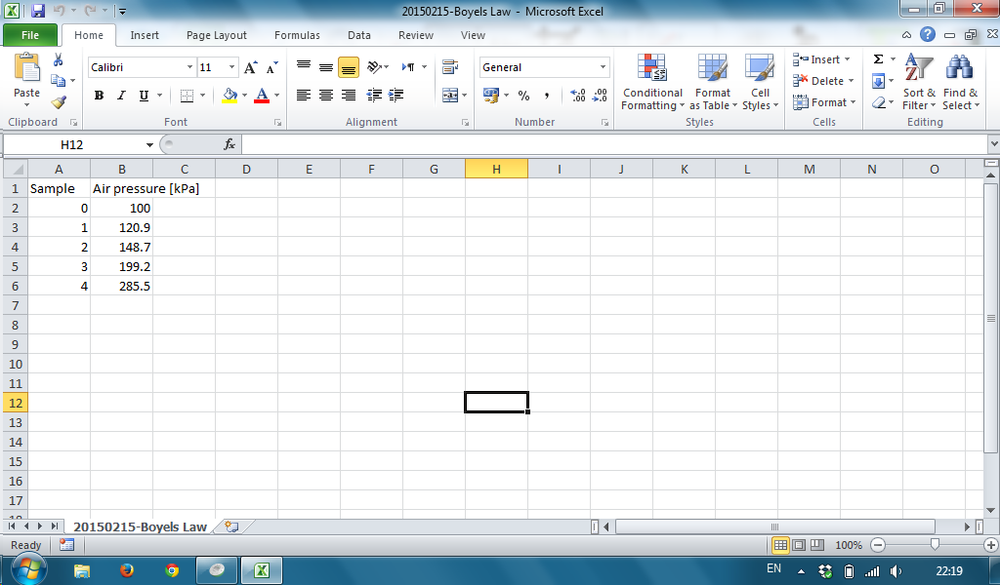 20150215-Boyels Law - Microsoft Excel
File Home Insert Page Layout Formulas Data Review View
Paste
Calibri 11
B I U
General
%
Conditional Formatting
Format as Table
Cell Styles
Insert
Delete
Format
Sort & Filter
Find & Select
Clipboard Font Alignment Number Styles Cells Editing
H12 fx
A B C D E F G H I J K L M N O
1 Sample Air pressure [kPa]
2 0 100
3 1 120.9
4 2 148.7
5 3 199.2
6 4 285.5
7
8
9
10
11
12
13
14
15
16
17
18
20150215-Boyels Law
Ready 100%
EN 22:19